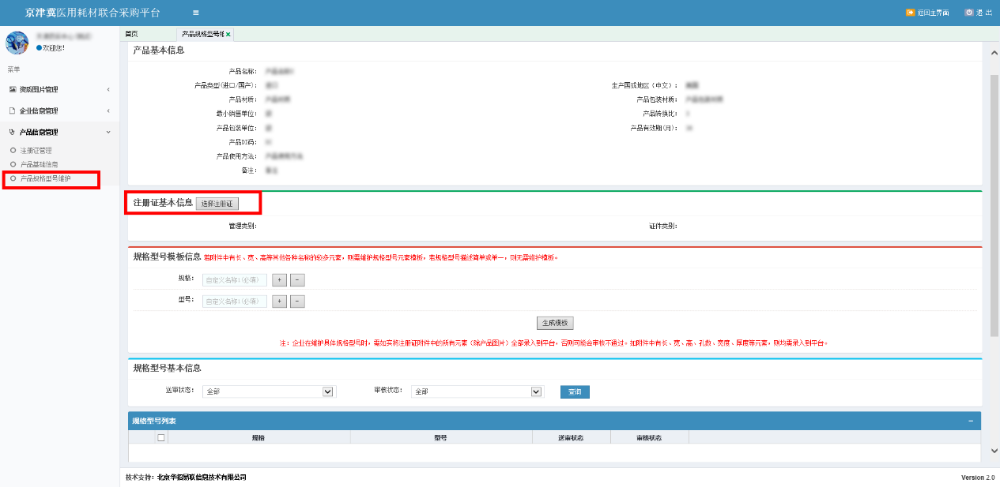 京津冀医用耗材联合采购平台
返回主界面 退 出
欢迎您!
菜单
资质图片管理
企业信息管理
产品信息管理
注册证管理
产品基础信息
产品规格型号维护
首页
产品规格型号维
产品基本信息
产品名称:
产品类型(进口/国产):
生产国或地区（中文）:
产品材质:
产品包装材质:
最小销售单位:
产品转换比:
产品包装单位:
产品有效期(月):
产品DI码:
产品使用方法:
备注:
注册证基本信息 选择注册证
管理类别:
证件类别:
规格型号模板信息 若附件中有长、宽、高等其他各种名称的较多元素，则需维护规格型号元素模板，若规格型号描述简单或单一，则无需维护模板。
规格: 自定义名称1(必填) + -
型号: 自定义名称1(必填) + -
生成模板
注: 企业在维护具体规格型号时，需如实将注册证附件中的所有元素（除产品图片）全部录入到平台，否则可能会审核不通过。如附件中有长、宽、高、孔数、宽度、厚度等元素，则均需录入到平台。
规格型号基本信息
送审状态: 全部
审核状态: 全部
查询
规格型号列表
规格 型号 送审状态 审核状态
技术支持: 北京华招易联信息技术有限公司
Version 2.0